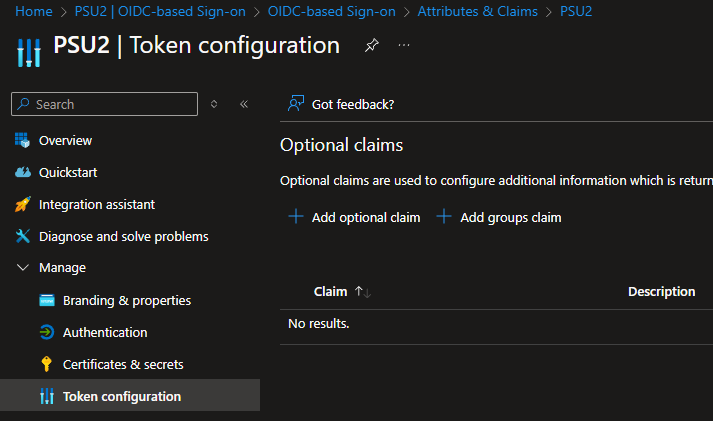 Home > PSU2 | OIDC-based Sign-on > OIDC-based Sign-on > Attributes & Claims > PSU2
PSU2 | Token configuration
Search
Got feedback?
Overview
Quickstart
Integration assistant
Diagnose and solve problems
Manage
Branding & properties
Authentication
Certificates & secrets
Token configuration
Optional claims
Optional claims are used to configure additional information which is return
Add optional claim
Add groups claim
Claim
Description
No results.